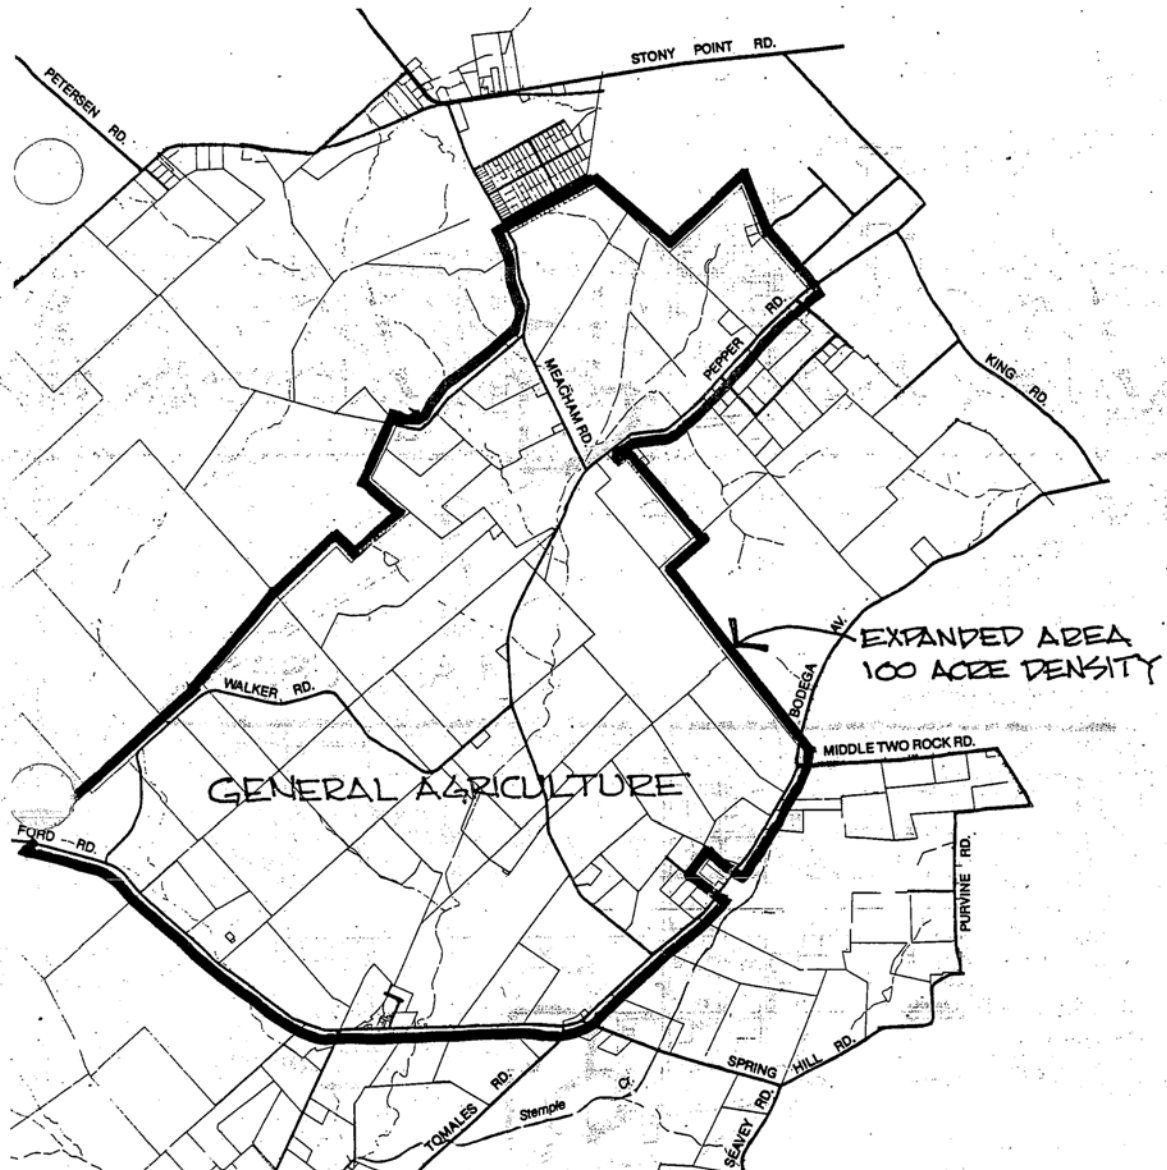 STONY POINT RD.
PETERSEN RD.
MEACHAM RD.
PEPPER RD.
KING RD.
EXPANDED AREA
100 ACRE DENSITY
BODEGA AV.
WALKER RD.
MIDDLE TWO ROCK RD.
GENERAL AGRICULTURE
FORD RD.
PURVINE RD.
SPRING HILL RD.
TOMALES RD.
Stemple Cr.
SEAVEY RD.